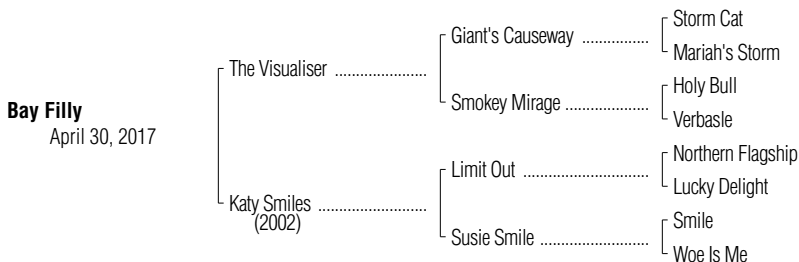 Bay Filly
April 30, 2017
The Visualiser ......................
Katy Smiles ..........................
(2002)
Giant's Causeway ................
Smokey Mirage ....................
Limit Out ..............................
Susie Smile ..........................
Storm Cat
Mariah's Storm
Holy Bull
Verbasle
Northern Flagship
Lucky Delight
Smile
Woe Is Me